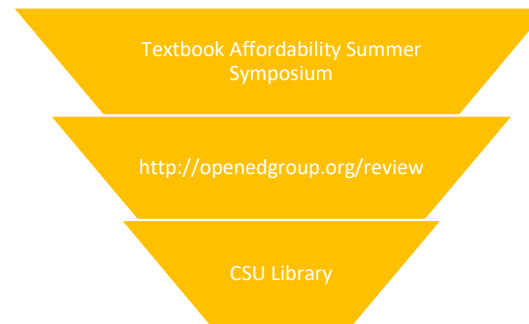 Textbook Affordability Summer
Symposium
http://openedgroup.org/review
CSU Library